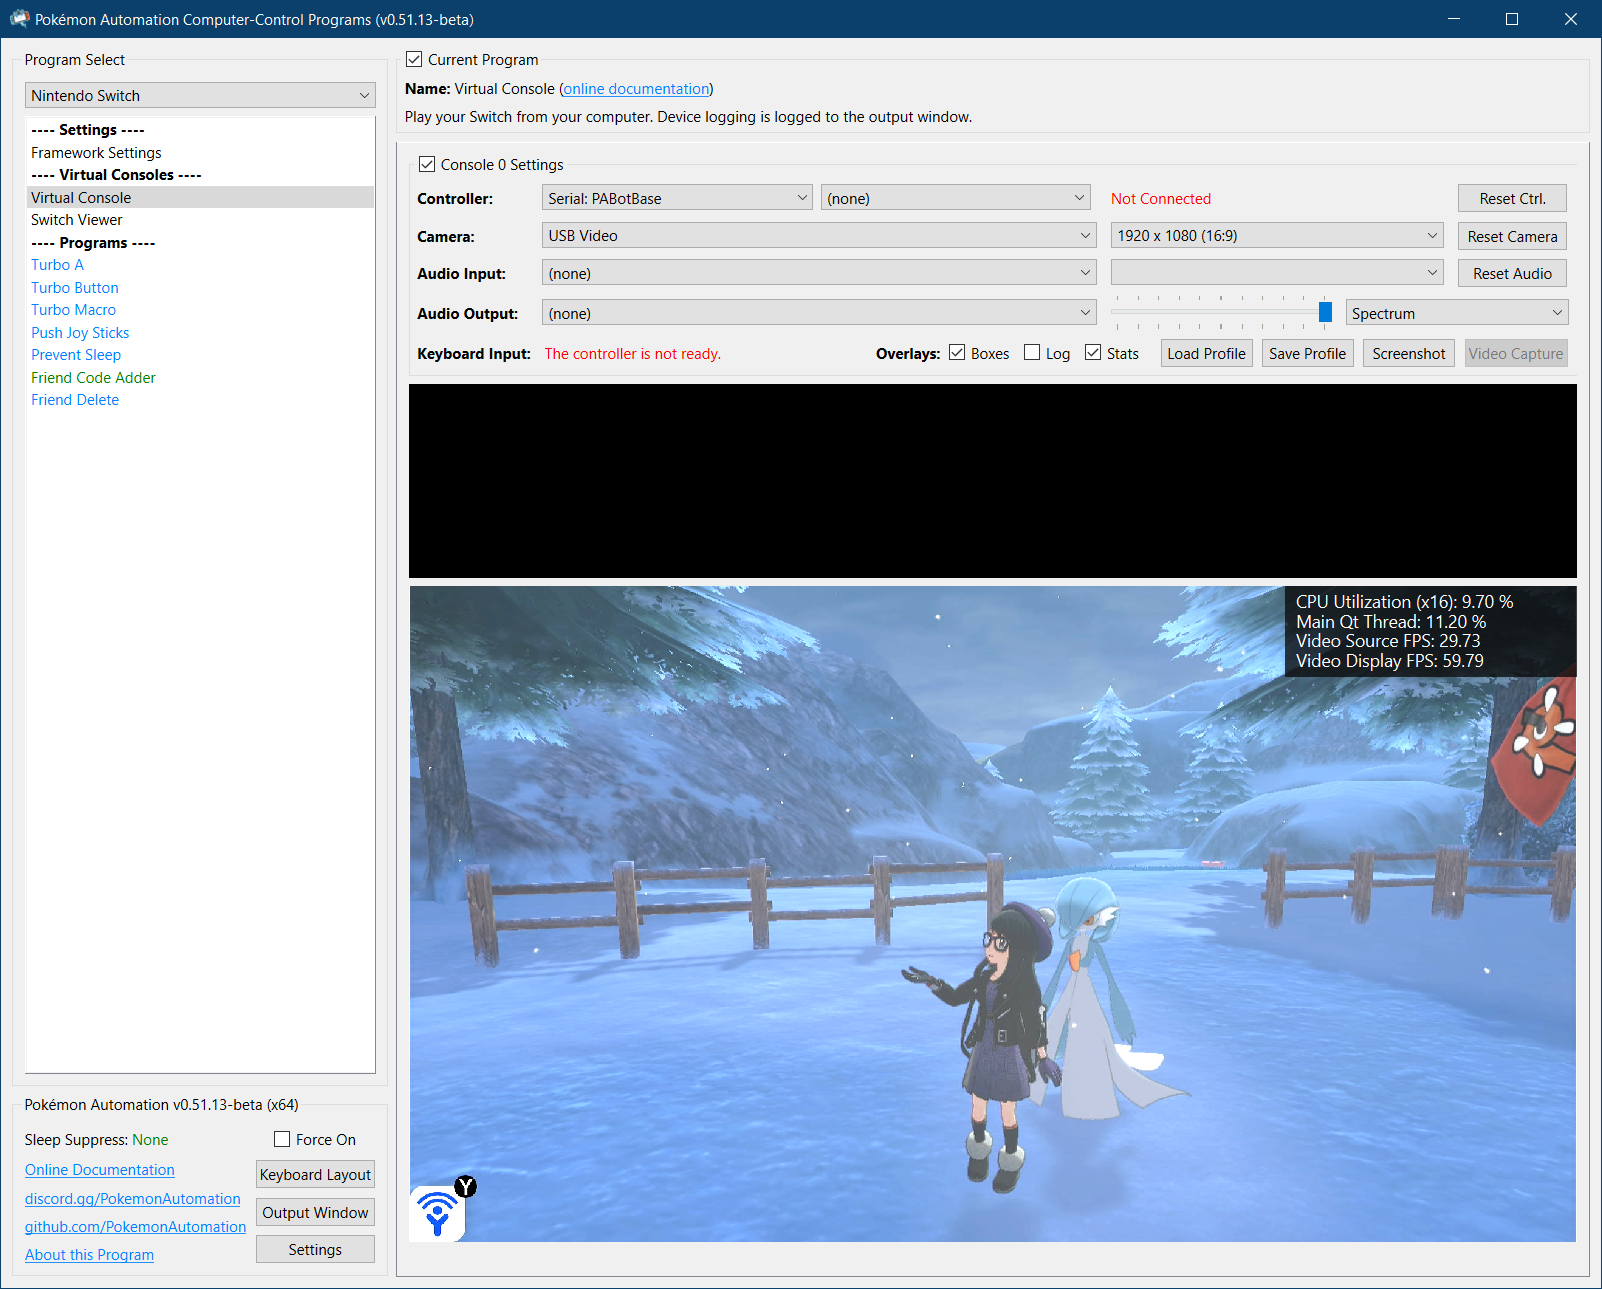 Pokémon Automation Computer-Control Programs (v0.51.13-beta)
Program Select
Nintendo Switch
---- Settings ----
Framework Settings
---- Virtual Consoles ----
Virtual Console
Switch Viewer
---- Programs ----
Turbo A
Turbo Button
Turbo Macro
Push Joy Sticks
Prevent Sleep
Friend Code Adder
Friend Delete
Pokémon Automation v0.51.13-beta (x64)
Sleep Suppress: None
Force On
Online Documentation
Keyboard Layout
discord.gg/PokemonAutomation
Output Window
github.com/PokemonAutomation
About this Program
Settings
Current Program
Name: Virtual Console (online documentation)
Play your Switch from your computer. Device logging is logged to the output window.
Console 0 Settings
Controller: Serial: PABotBase (none) Not Connected Reset Ctrl.
Camera: USB Video 1920 x 1080 (16:9) Reset Camera
Audio Input: (none) Reset Audio
Audio Output: (none) Spectrum
Keyboard Input: The controller is not ready. Overlays: Boxes Log Stats Load Profile Save Profile Screenshot Video Capture
CPU Utilization (x16): 9.70 %
Main Qt Thread: 11.20 %
Video Source FPS: 29.73
Video Display FPS: 59.79
Y